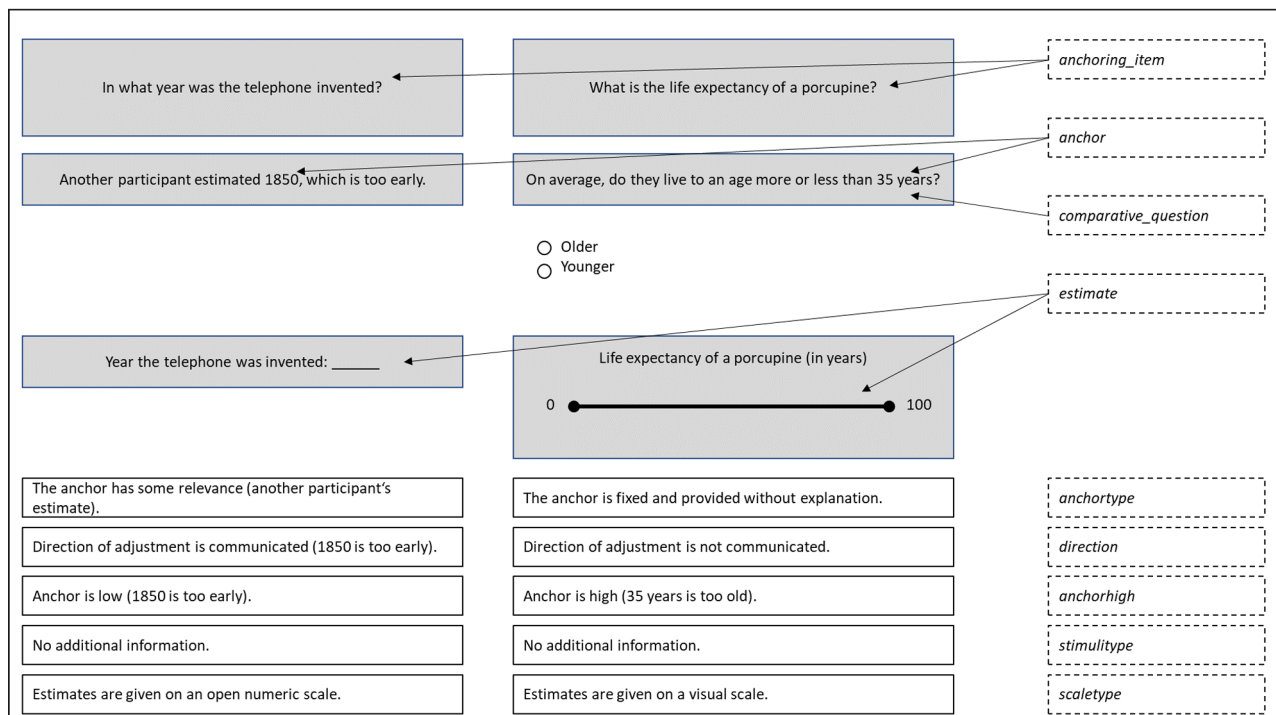 In what year was the telephone invented?
What is the life expectancy of a porcupine?
anchoring_item
anchor
Another participant estimated 1850, which is too early.
On average, do they live to an age more or less than 35 years?
comparative_question
Older
Younger
estimate
Year the telephone was invented: ______
Life expectancy of a porcupine (in years)
0
100
The anchor has some relevance (another participant‘s
estimate).
The anchor is fixed and provided without explanation.
anchortype
Direction of adjustment is communicated (1850 is too early).
Direction of adjustment is not communicated.
direction
Anchor is low (1850 is too early).
Anchor is high (35 years is too old).
anchorhigh
No additional information.
No additional information.
stimulitype
Estimates are given on an open numeric scale.
Estimates are given on a visual scale.
scaletype